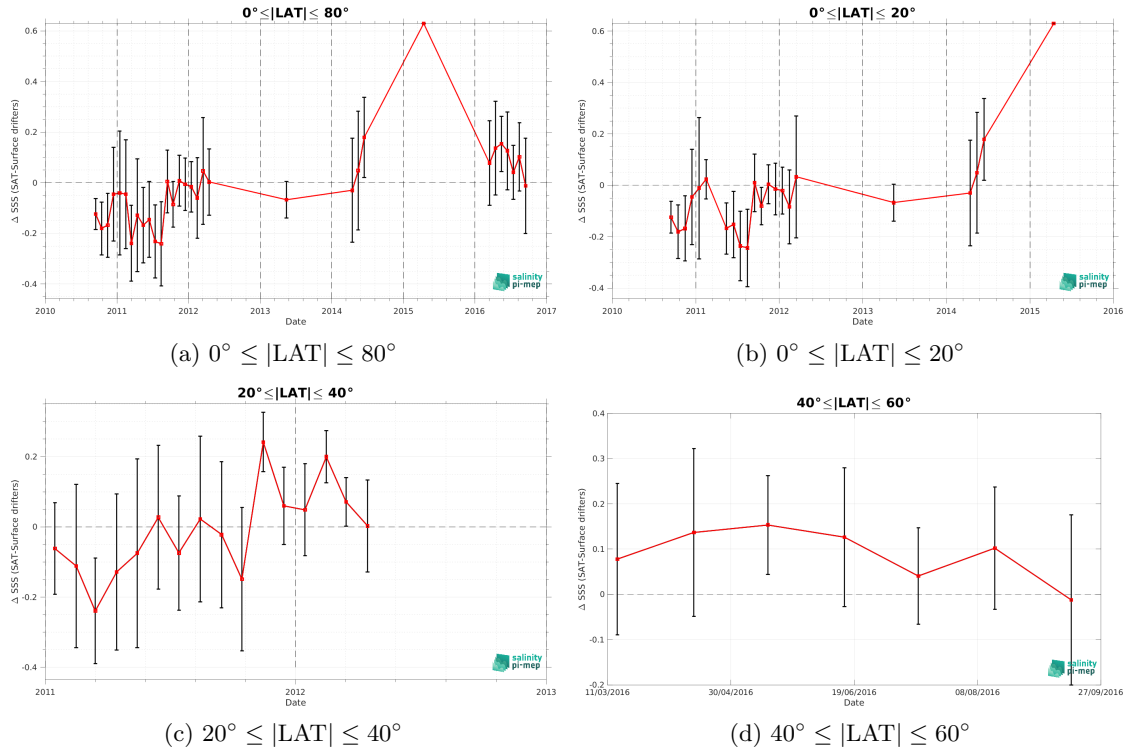 0°≤|LAT|≤ 80°
0.6
0.4
0.2
0
-0.2
-0.4
Δ SSS (SAT-Surface drifters)
2010
2011
2012
2013
2014
2015
2016
2017
Date
salinity
pi-mep
(a) 0° ≤ |LAT| ≤ 80°
0°≤|LAT|≤ 20°
0.6
0.4
0.2
0
-0.2
-0.4
Δ SSS (SAT-Surface drifters)
2010
2011
2012
2013
2014
2015
2016
Date
salinity
pi-mep
(b) 0° ≤ |LAT| ≤ 20°
20°≤|LAT|≤ 40°
0.2
0
-0.2
-0.4
Δ SSS (SAT-Surface drifters)
2011
2012
2013
Date
salinity
pi-mep
(c) 20° ≤ |LAT| ≤ 40°
40°≤|LAT|≤ 60°
0.4
0.3
0.2
0.1
0
-0.1
-0.2
Δ SSS (SAT-Surface drifters)
11/03/2016
30/04/2016
19/06/2016
08/08/2016
27/09/2016
Date
salinity
pi-mep
(d) 40° ≤ |LAT| ≤ 60°